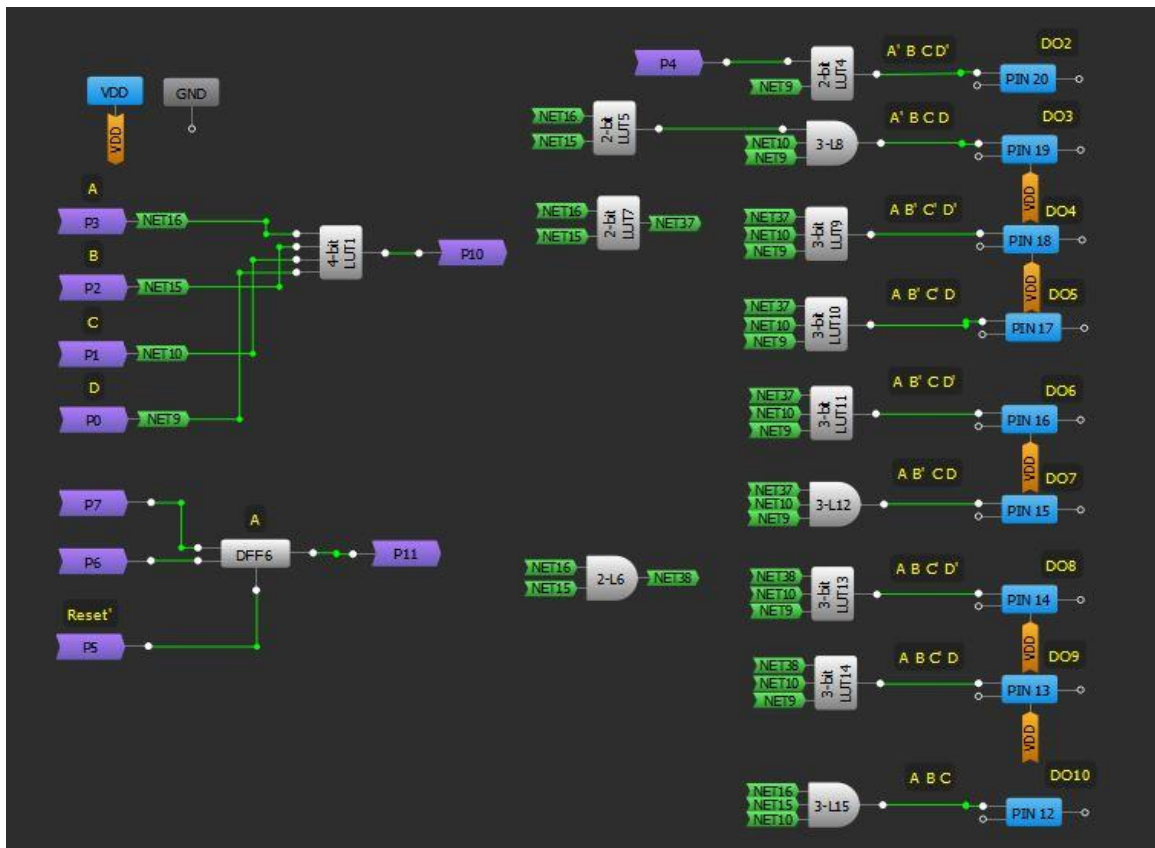 VDD
GND
VDD
A
P3
NET16
B
P2
NET15
C
P1
NET10
D
P0
NET9
4-bit
LUT1
P10
P7
P6
A
DFF6
P11
Reset'
P5
P4
NET9
2-bit
LUT4
A' B C D'
DO2
PIN 20
NET16
NET15
2-bit
LUT5
NET10
NET9
3-L8
A' B C D
DO3
PIN 19
VDD
NET16
NET15
2-bit
LUT7
NET37
NET37
NET10
NET9
3-bit
LUT9
A B' C' D'
DO4
PIN 18
VDD
NET37
NET10
NET9
3-bit
LUT10
A B' C' D
DO5
PIN 17
NET37
NET10
NET9
3-bit
LUT11
A B' C D'
DO6
PIN 16
VDD
NET37
NET10
NET9
3-L12
A B' C D
DO7
PIN 15
NET16
NET15
2-L6
NET38
NET38
NET10
NET9
3-bit
LUT13
A B C' D'
DO8
PIN 14
VDD
NET38
NET10
NET9
3-bit
LUT14
A B C' D
DO9
PIN 13
VDD
NET16
NET15
NET10
3-L15
A B C
DO10
PIN 12